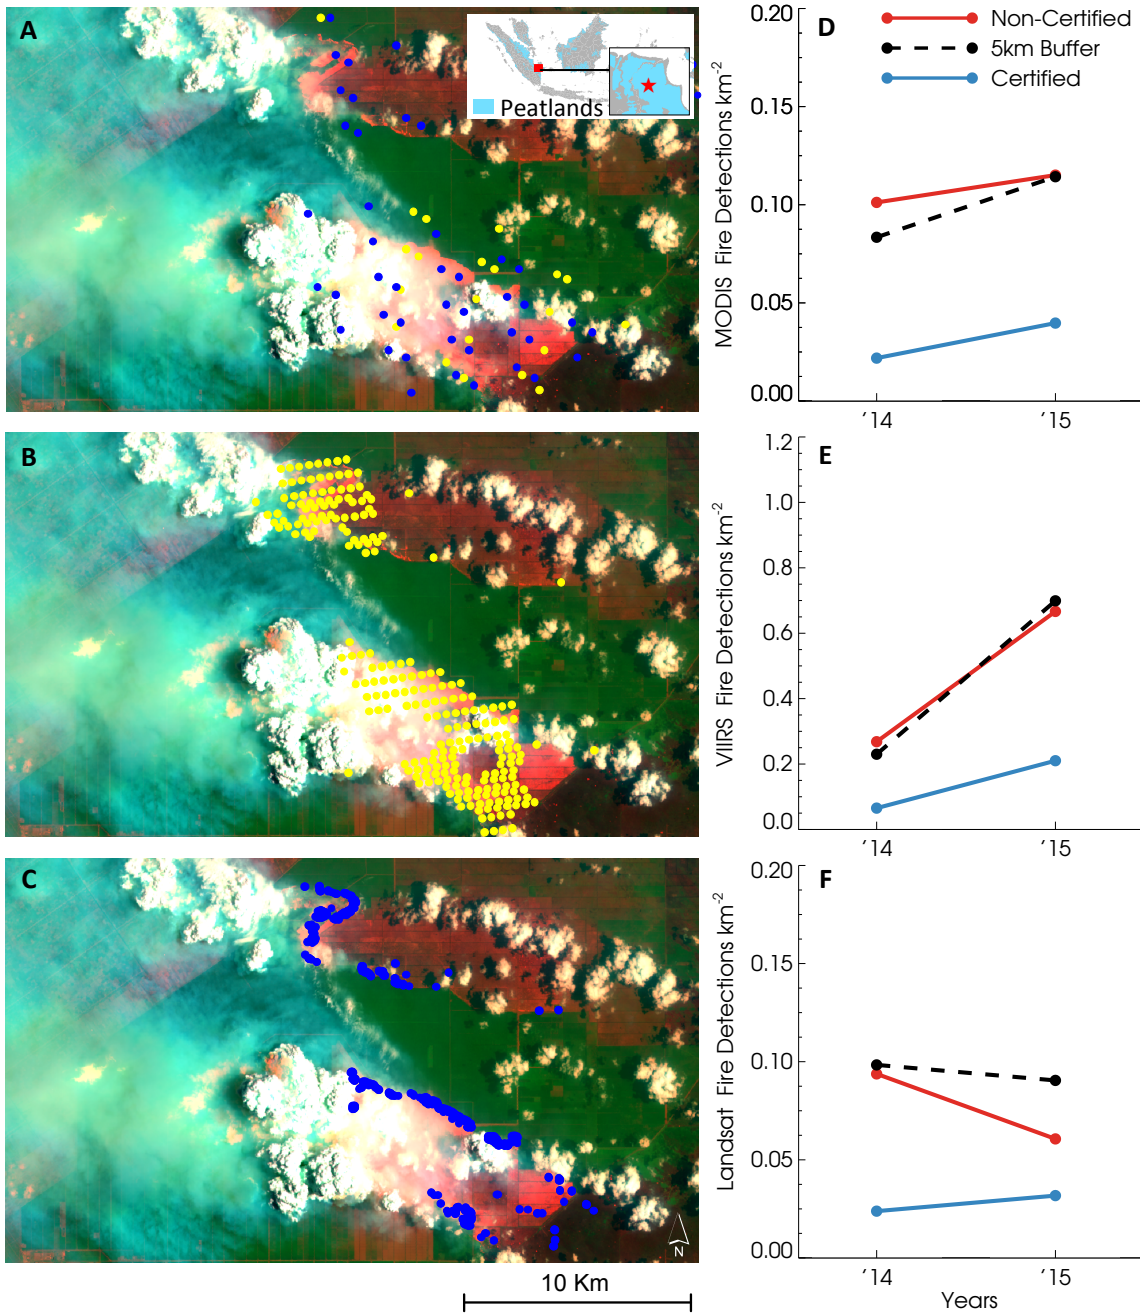 A
Peatlands
B
C
N
10 Km
D
Non-Certified
5km Buffer
Certified
MODIS Fire Detections km-2
0.20
0.15
0.10
0.05
0.00
'14
'15
E
VIIRS Fire Detections km-2
1.2
1.0
0.8
0.6
0.4
0.2
0.0
'14
'15
F
Landsat Fire Detections km-2
0.20
0.15
0.10
0.05
0.00
'14
'15
Years